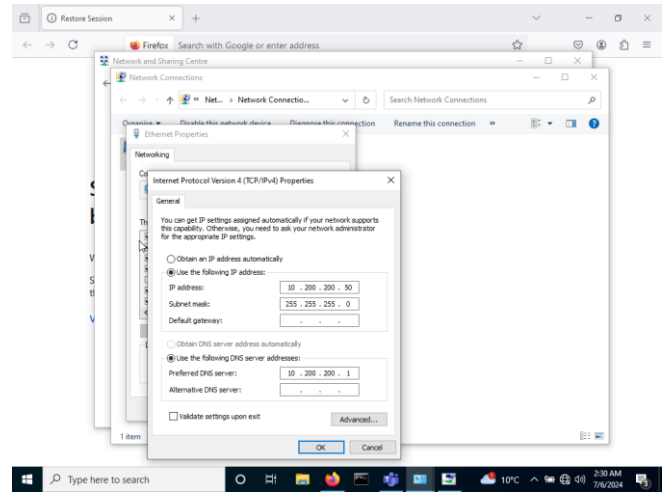 Restore Session
Firefox Search with Google or enter address
Network and Sharing Centre
Network Connections
Net... Network Connectio...
Search Network Connections
Organise Disable this network device Diagnose this connection Rename this connection
Ethernet Properties
Networking
Internet Protocol Version 4 (TCP/IPv4) Properties
General
You can get IP settings assigned automatically if your network supports
this capability. Otherwise, you need to ask your network administrator
for the appropriate IP settings.
Obtain an IP address automatically
Use the following IP address:
IP address: 10 . 200 . 200 . 50
Subnet mask: 255 . 255 . 255 . 0
Default gateway: . . .
Obtain DNS server address automatically
Use the following DNS server addresses:
Preferred DNS server: 10 . 200 . 200 . 1
Alternative DNS server: . . .
Validate settings upon exit
Advanced...
OK Cancel
1 item
Type here to search
10°C
2:30 AM
7/6/2024